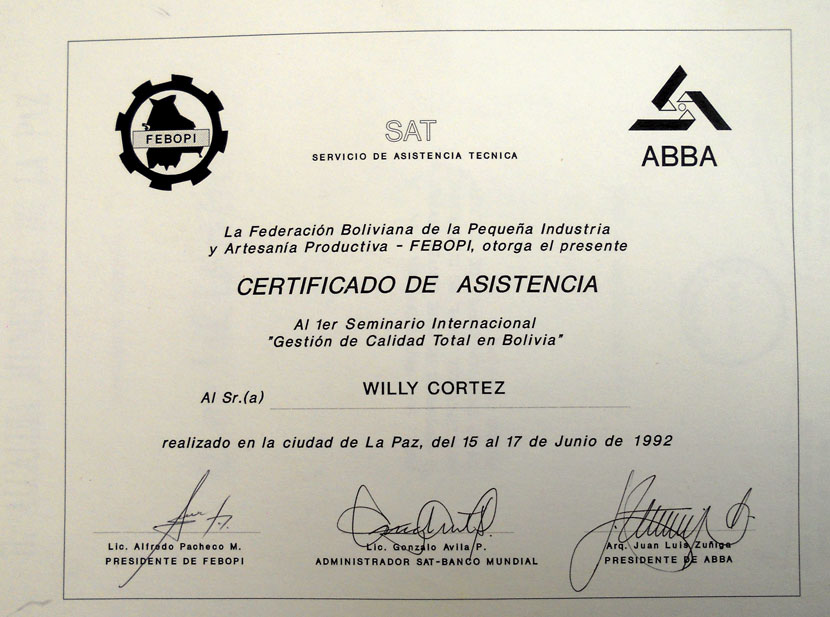 FEBOPI
SAT
SERVICIO DE ASISTENCIA TECNICA
ABBA
La Federación Boliviana de la Pequeña Industria
y Artesanía Productiva - FEBOPI, otorga el presente
CERTIFICADO DE ASISTENCIA
Al 1er Seminario Internacional
"Gestión de Calidad Total en Bolivia"
Al Sr.(a) WILLY CORTEZ
realizado en la ciudad de La Paz, del 15 al 17 de Junio de 1992
Lic. Alfredo Pacheco M.
PRESIDENTE DE FEBOPI
Lic. Gonzalo Avila P.
ADMINISTRADOR SAT-BANCO MUNDIAL
Arq. Juan Luis Zuñiga
PRESIDENTE DE ABBA